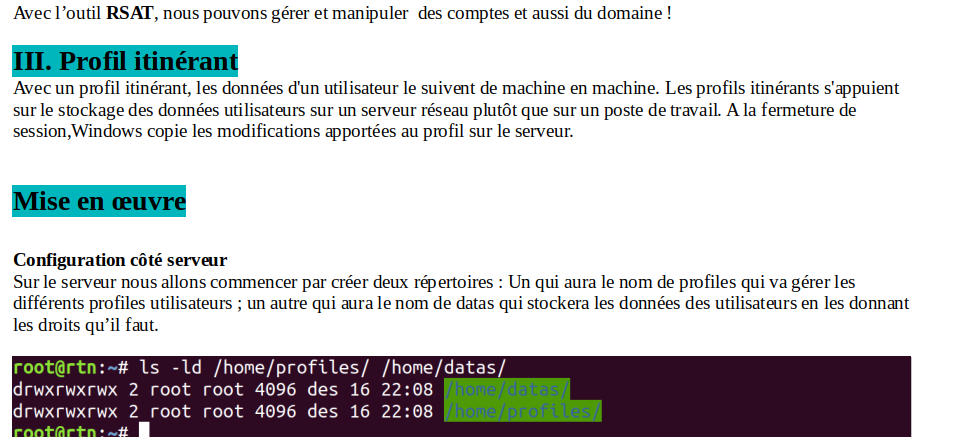 Avec l’outil RSAT, nous pouvons gérer et manipuler des comptes et aussi du domaine !
III. Profil itinérant
Avec un profil itinérant, les données d'un utilisateur le suivent de machine en machine. Les profils itinérants s'appuient
sur le stockage des données utilisateurs sur un serveur réseau plutôt que sur un poste de travail. A la fermeture de
session,Windows copie les modifications apportées au profil sur le serveur.
Mise en œuvre
Configuration côté serveur
Sur le serveur nous allons commencer par créer deux répertoires : Un qui aura le nom de profiles qui va gérer les
différents profiles utilisateurs ; un autre qui aura le nom de datas qui stockera les données des utilisateurs en les donnant
les droits qu’il faut.
root@rtn:~# ls -ld /home/profiles/ /home/datas/
drwxrwxrwx 2 root root 4096 des 16 22:08 /home/datas/
drwxrwxrwx 2 root root 4096 des 16 22:08 /home/profiles/
root@rtn:~#